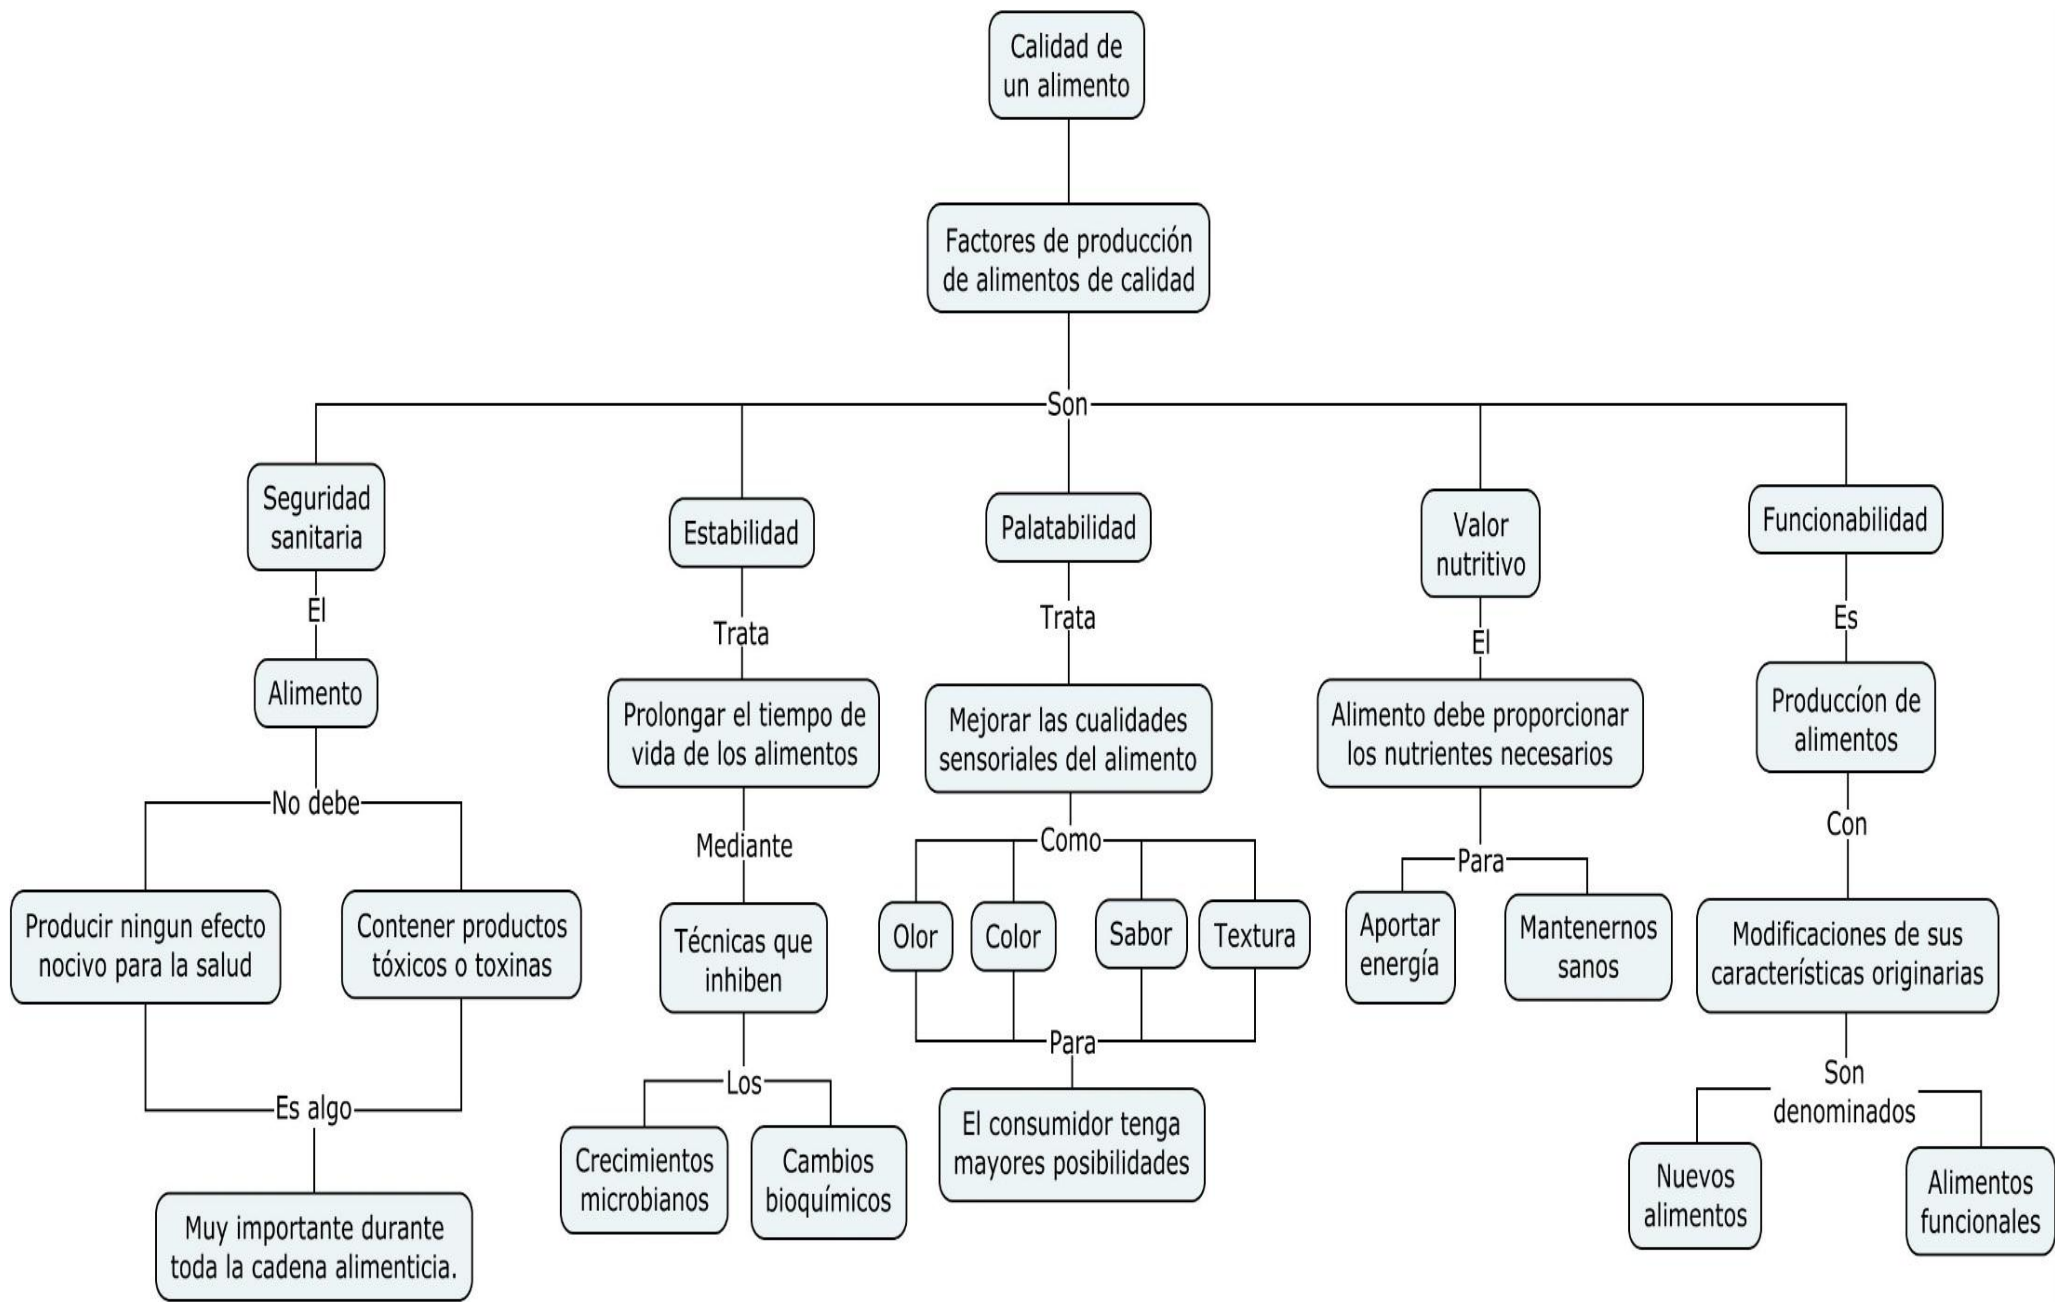 Calidad de
un alimento
Factores de producción
de alimentos de calidad
Son
Seguridad
sanitaria
El
Alimento
No debe
Producir ningun efecto
nocivo para la salud
Contener productos
tóxicos o toxinas
Es algo
Muy importante durante
toda la cadena alimenticia.
Estabilidad
Trata
Prolongar el tiempo de
vida de los alimentos
Mediante
Técnicas que
inhiben
Los
Crecimientos
microbianos
Cambios
bioquímicos
Palatabilidad
Trata
Mejorar las cualidades
sensoriales del alimento
Como
Olor
Color
Sabor
Textura
Para
El consumidor tenga
mayores posibilidades
Valor
nutritivo
El
Alimento debe proporcionar
los nutrientes necesarios
Para
Aportar
energía
Mantenernos
sanos
Funcionabilidad
Es
Produccíon de
alimentos
Con
Modificaciones de sus
características originarias
Son
denominados
Nuevos
alimentos
Alimentos
funcionales